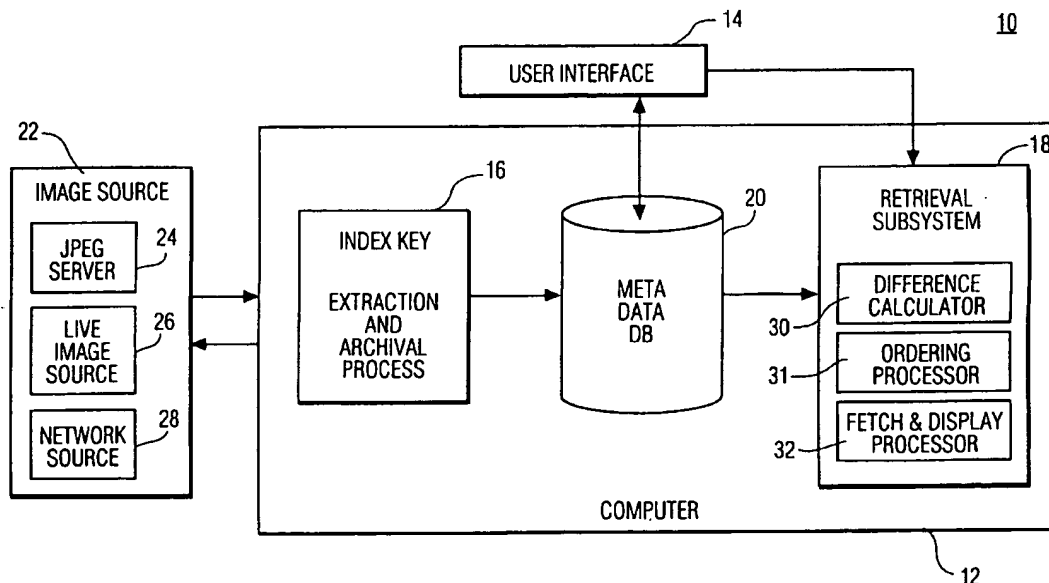 10
14
USER INTERFACE
22
IMAGE SOURCE
JPEG
SERVER
24
LIVE
IMAGE
SOURCE
26
NETWORK
SOURCE
28
16
INDEX KEY
EXTRACTION
AND
ARCHIVAL
PROCESS
20
META
DATA
DB
18
RETRIEVAL
SUBSYSTEM
DIFFERENCE
CALCULATOR
30
ORDERING
PROCESSOR
31
FETCH & DISPLAY
PROCESSOR
32
COMPUTER
12